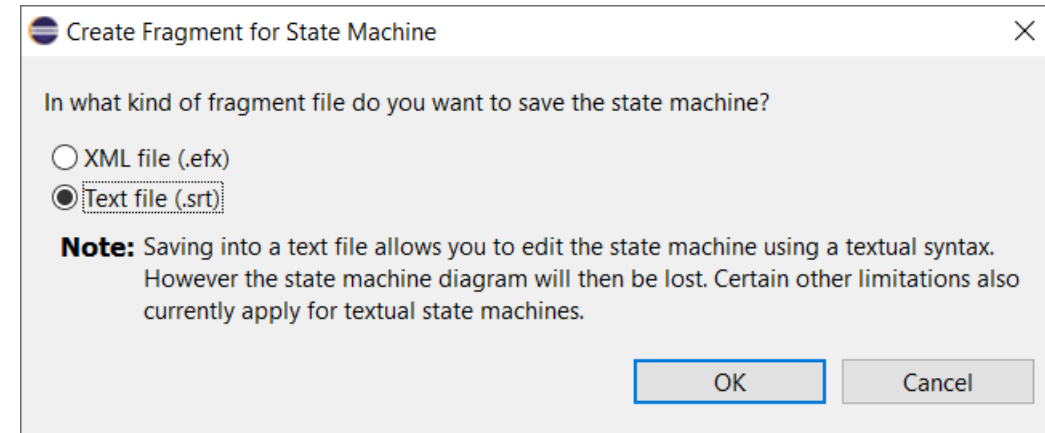 Create Fragment for State Machine
In what kind of fragment file do you want to save the state machine?
XML file (.efx)
Text file (.srt)
Note: Saving into a text file allows you to edit the state machine using a textual syntax.
However the state machine diagram will then be lost. Certain other limitations also
currently apply for textual state machines.
OK Cancel